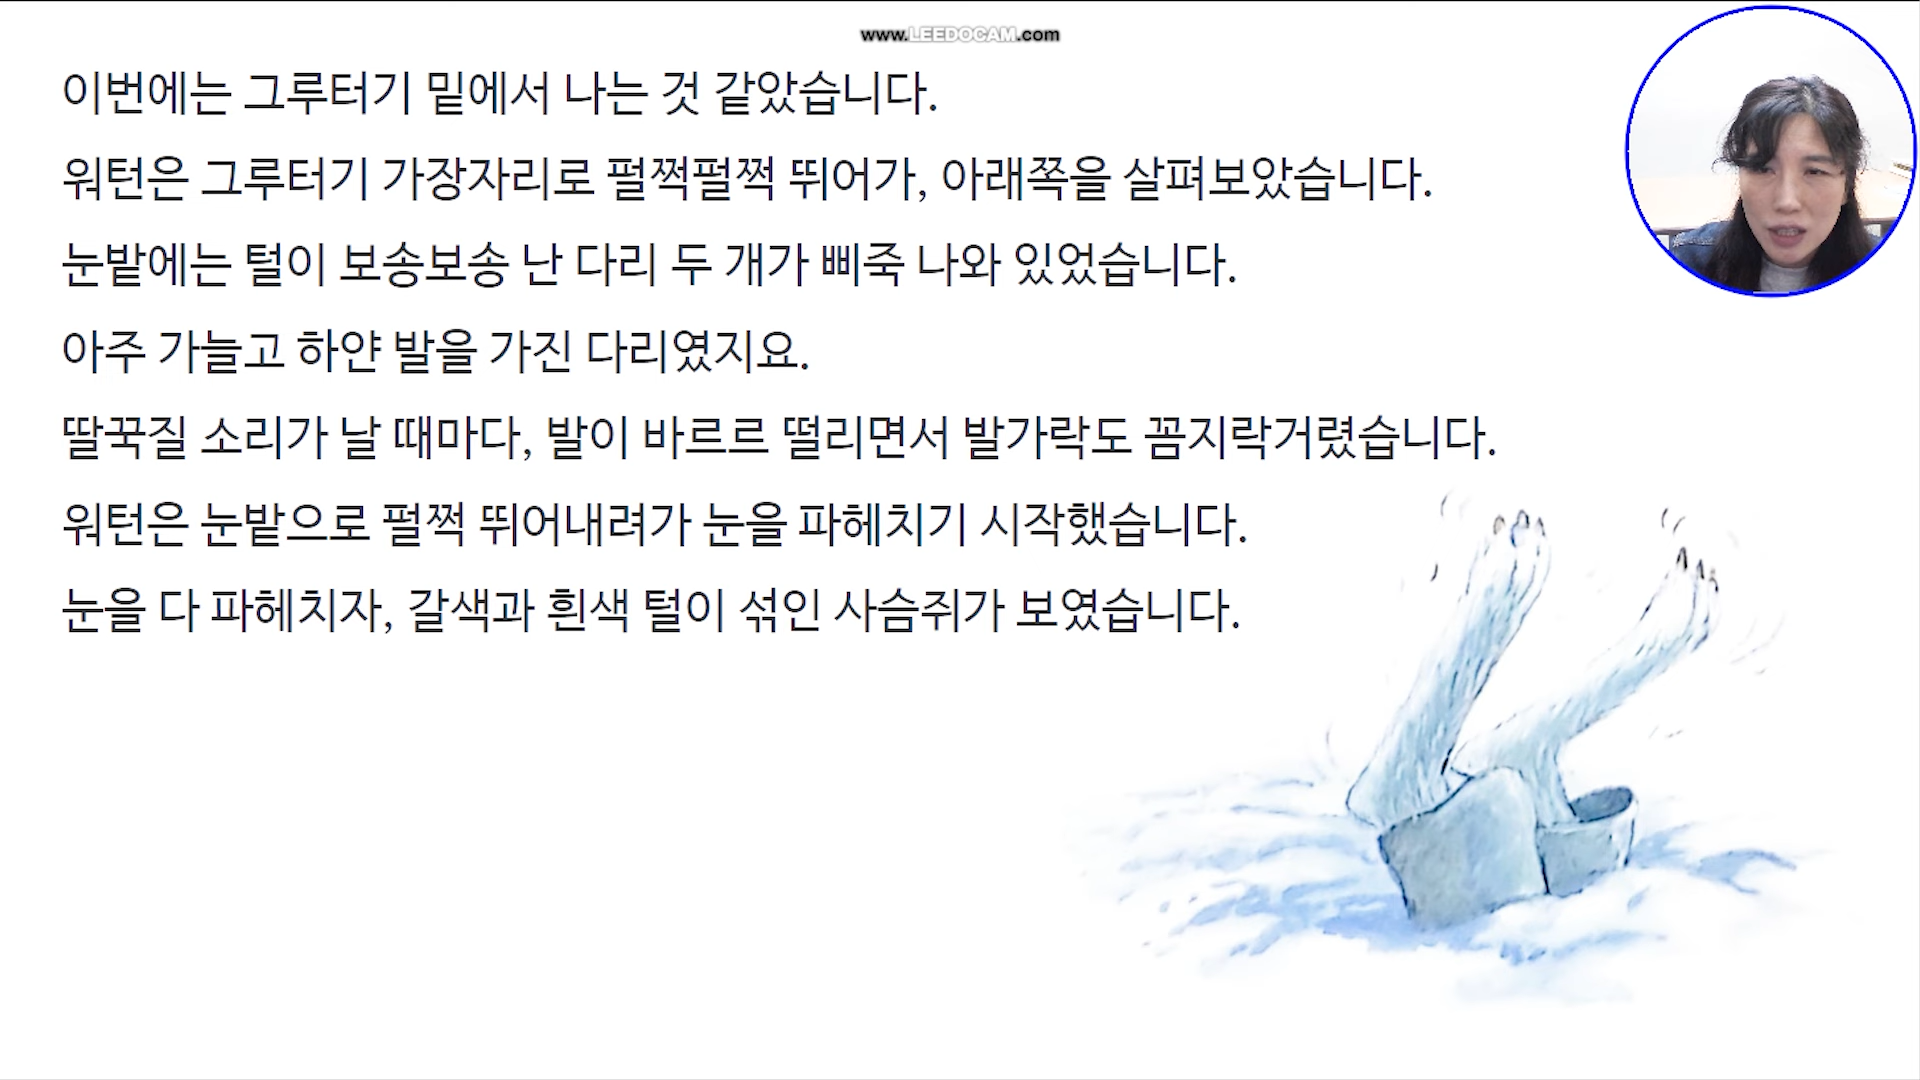 www.LEEDOCAM.com
이번에는 그루터기 밑에서 나는 것 같았습니다.
워턴은 그루터기 가장자리로 펄쩍펄쩍 뛰어가, 아래쪽을 살펴보았습니다.
눈밭에는 털이 보송보송 난 다리 두 개가 삐죽 나와 있었습니다.
아주 가늘고 하얀 발을 가진 다리였지요.
딸꾹질 소리가 날 때마다, 발이 바르르 떨리면서 발가락도 꼼지락거렸습니다.
워턴은 눈밭으로 펄쩍 뛰어내려가 눈을 파헤치기 시작했습니다.
눈을 다 파헤치자, 갈색과 흰색 털이 섞인 사슴쥐가 보였습니다.